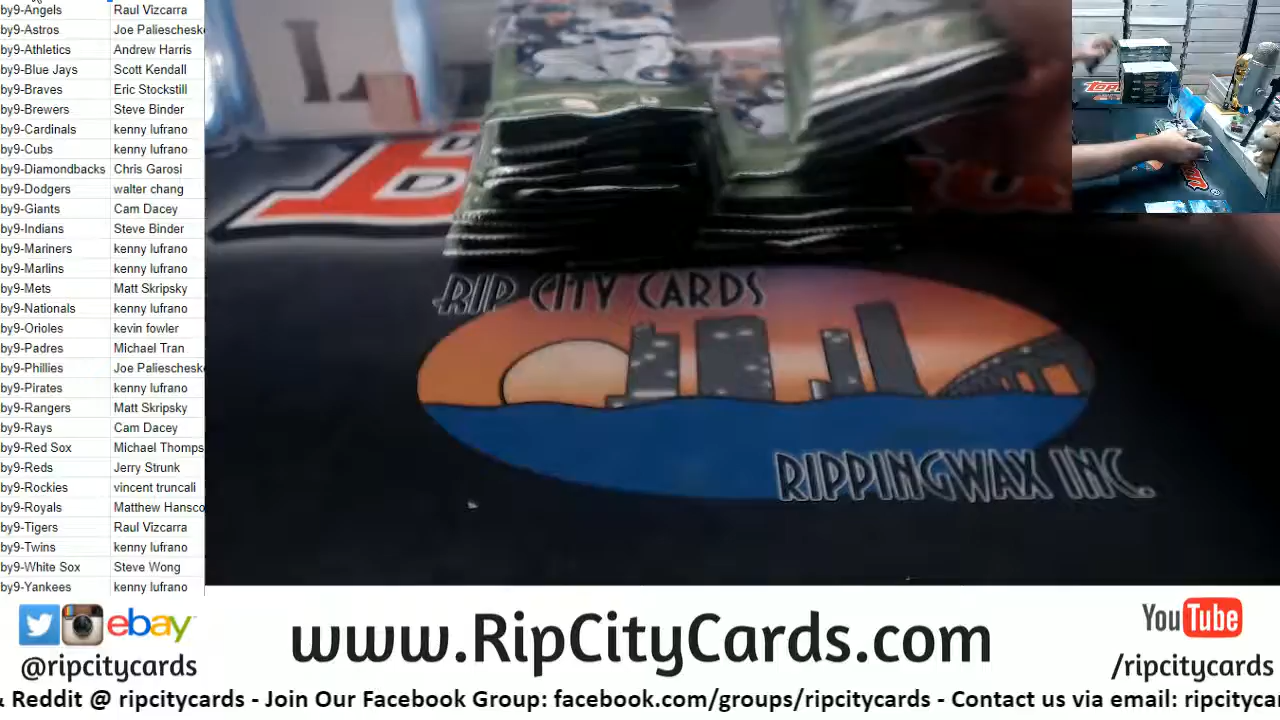 by9-Angels Raul Vizcarra
by9-Astros Joe Paliescheske
by9-Athletics Andrew Harris
by9-Blue Jays Scott Kendall
by9-Braves Eric Stockstill
by9-Brewers Steve Binder
by9-Cardinals kenny lufrano
by9-Cubs kenny lufrano
by9-Diamondbacks Chris Garosi
by9-Dodgers walter chang
by9-Giants Cam Dacey
by9-Indians Steve Binder
by9-Mariners kenny lufrano
by9-Marlins kenny lufrano
by9-Mets Matt Skripsky
by9-Nationals kenny lufrano
by9-Orioles kevin fowler
by9-Padres Michael Tran
by9-Phillies Joe Paliescheske
by9-Pirates kenny lufrano
by9-Rangers Matt Skripsky
by9-Rays Cam Dacey
by9-Red Sox Michael Thomps
by9-Reds Jerry Strunk
by9-Rockies vincent truncali
by9-Royals Matthew Hansco
by9-Tigers Raul Vizcarra
by9-Twins kenny lufrano
by9-White Sox Steve Wong
by9-Yankees kenny lufrano
RIP CITY CARDS
RIPPINGWAX INC.
ebay
@ripcitycards
www.RipCityCards.com
YouTube
/ripcitycards
& Reddit @ ripcitycards - Join Our Facebook Group: facebook.com/groups/ripcitycards - Contact us via email: ripcityca